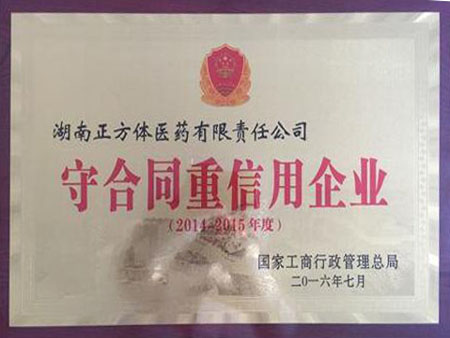 湖南正方体医药有限责任公司
守合同重信用企业
(2014-2015年度)
国家工商行政管理总局
二〇一六年七月